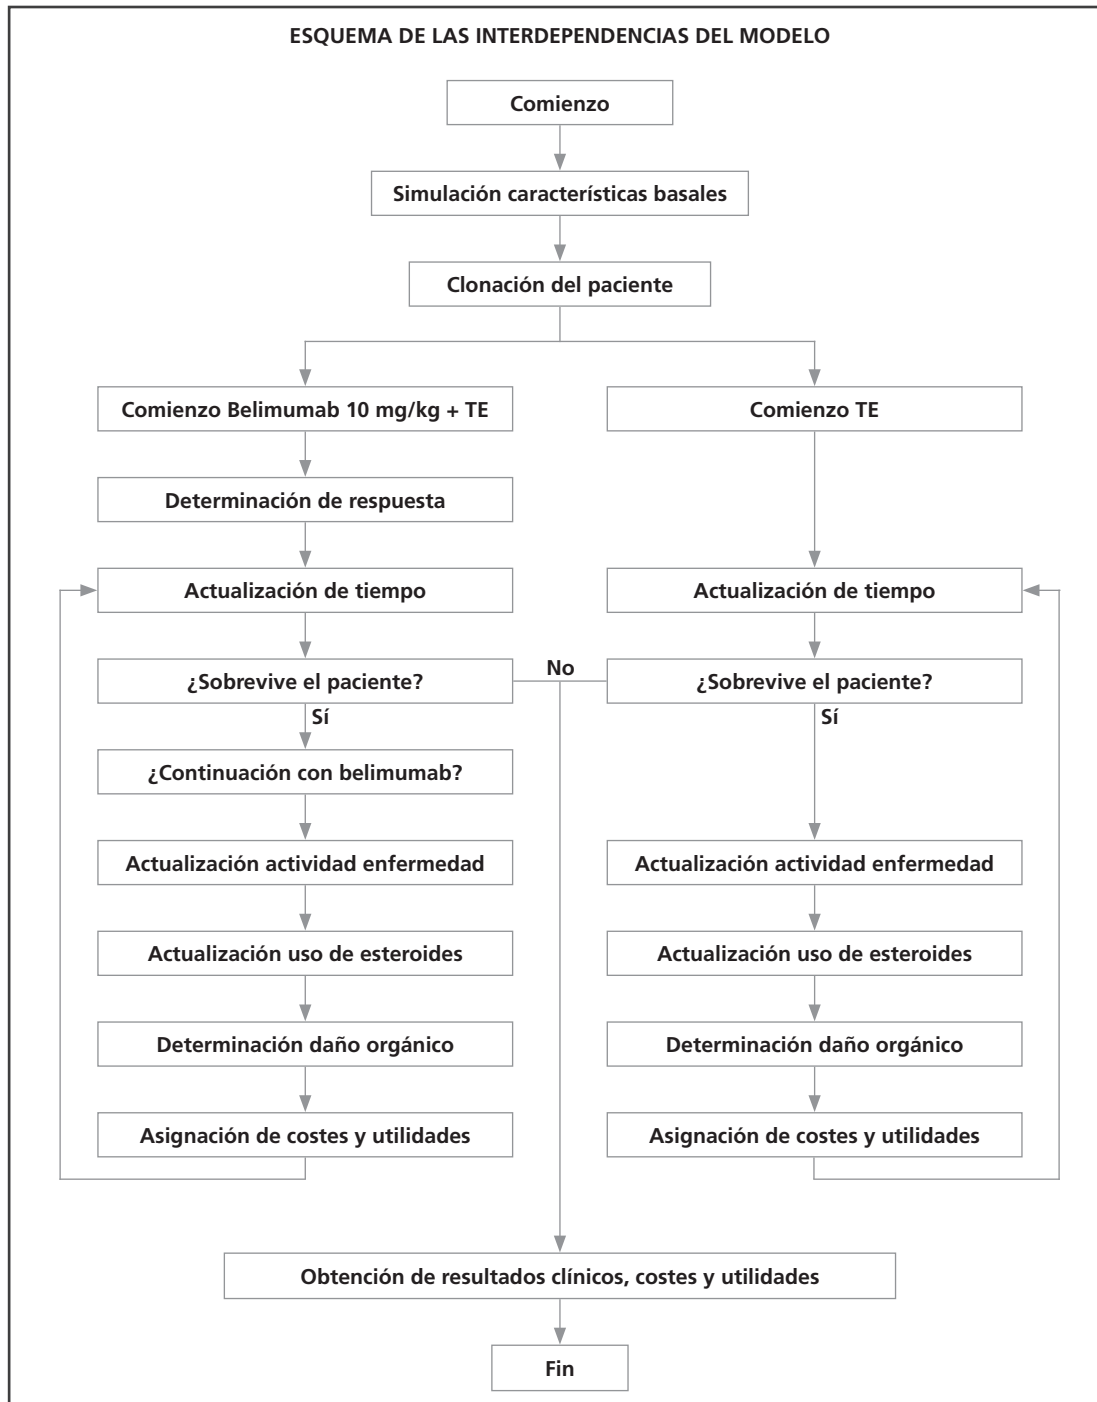 ESQUEMA DE LAS INTERDEPENDENCIAS DEL MODELO
Comienzo
Simulación características basales
Clonación del paciente
Comienzo Belimumab 10 mg/kg + TE
Comienzo TE
Determinación de respuesta
Actualización de tiempo
Actualización de tiempo
¿Sobrevive el paciente?
No
¿Sobrevive el paciente?
Sí
Sí
¿Continuación con belimumab?
Actualización actividad enfermedad
Actualización actividad enfermedad
Actualización uso de esteroides
Actualización uso de esteroides
Determinación daño orgánico
Determinación daño orgánico
Asignación de costes y utilidades
Asignación de costes y utilidades
Obtención de resultados clínicos, costes y utilidades
Fin